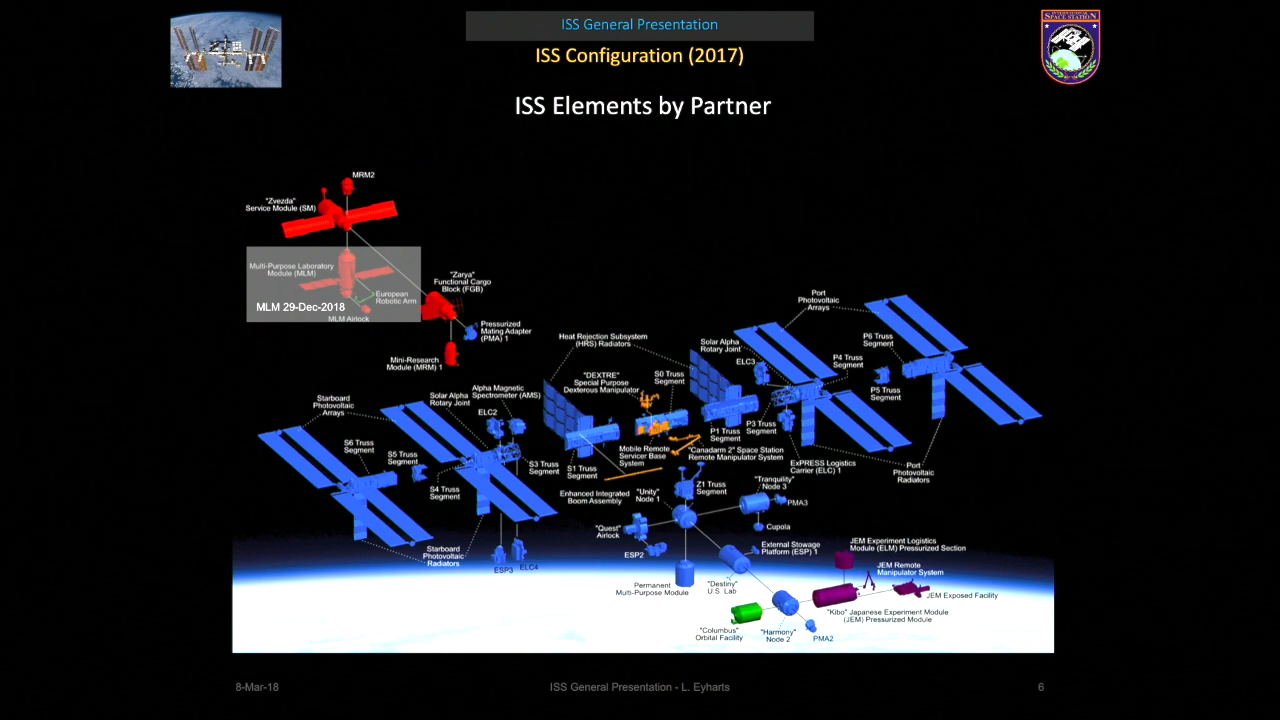 ISS General Presentation
ISS Configuration (2017)
INTERNATIONAL
SPACE STATION
ISS Elements by Partner
MRM2
"Zvezda"
Service Module (SM)
Multi-Purpose Laboratory
Module (MLM)
European
Robotic Arm
MLM 29-Dec-2018
MLM Airlock
"Zarya"
Functional Cargo
Block (FGB)
Pressurized
Mating Adapter
(PMA) 1
Mini-Research
Module (MRM) 1
Heat Rejection Subsystem
(HRS) Radiators
Port
Photovoltaic
Arrays
Solar Alpha
Rotary Joint
ELC3
P6 Truss
Segment
P4 Truss
Segment
P5 Truss
Segment
"DEXTRE"
Special Purpose
Dexterous Manipulator
S0 Truss
Segment
Alpha Magnetic
Spectrometer (AMS)
Solar Alpha
Rotary Joint
ELC2
Starboard
Photovoltaic
Arrays
S6 Truss
Segment
S5 Truss
Segment
S4 Truss
Segment
S3 Truss
Segment
S1 Truss
Segment
Mobile Remote
Servicer Base
System
P1 Truss
Segment
P3 Truss
Segment
"Canadarm 2" Space Station
Remote Manipulator System
ExPRESS Logistics
Carrier (ELC) 1
Port
Photovoltaic
Radiators
Enhanced Integrated
Boom Assembly
"Unity"
Node 1
Z1 Truss
Segment
"Tranquility"
Node 3
PMA3
Cupola
"Quest"
Airlock
ESP2
Starboard
Photovoltaic
Radiators
ESP3
ELC4
External Stowage
Platform (ESP) 1
JEM Experiment Logistics
Module (ELM) Pressurized Section
JEM Remote
Manipulator System
JEM Exposed Facility
Permanent
Multi-Purpose Module
"Destiny"
U.S. Lab
"Kibo" Japanese Experiment Module
(JEM) Pressurized Module
"Columbus"
Orbital Facility
"Harmony"
Node 2
PMA2
8-Mar-18
ISS General Presentation - L. Eyharts
6